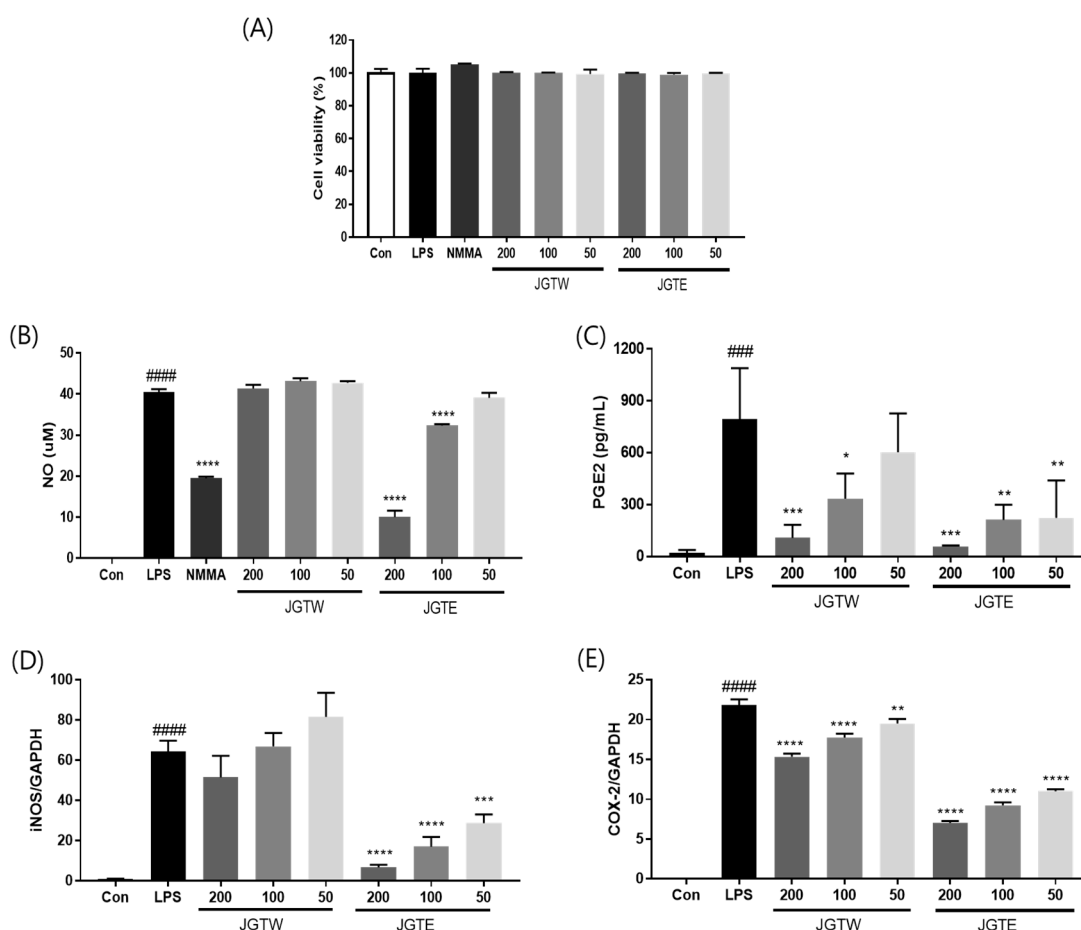 (A)
120
100
80
60
40
20
0
Cell viability (%)
Con LPS NMMA 200 100 50 200 100 50
JGTW JGTE
(B)
50
40
30
20
10
0
NO (uM)
####
****
****
****
Con LPS NMMA 200 100 50 200 100 50
JGTW JGTE
(C)
1200
900
600
300
0
PGE2 (pg/mL)
###
***
*
***
**
**
Con LPS 200 100 50 200 100 50
JGTW JGTE
(D)
100
80
60
40
20
0
iNOS/GAPDH
####
****
****
***
Con LPS 200 100 50 200 100 50
JGTW JGTE
(E)
25
20
15
10
5
0
COX-2/GAPDH
####
****
****
**
****
****
****
Con LPS 200 100 50 200 100 50
JGTW JGTE